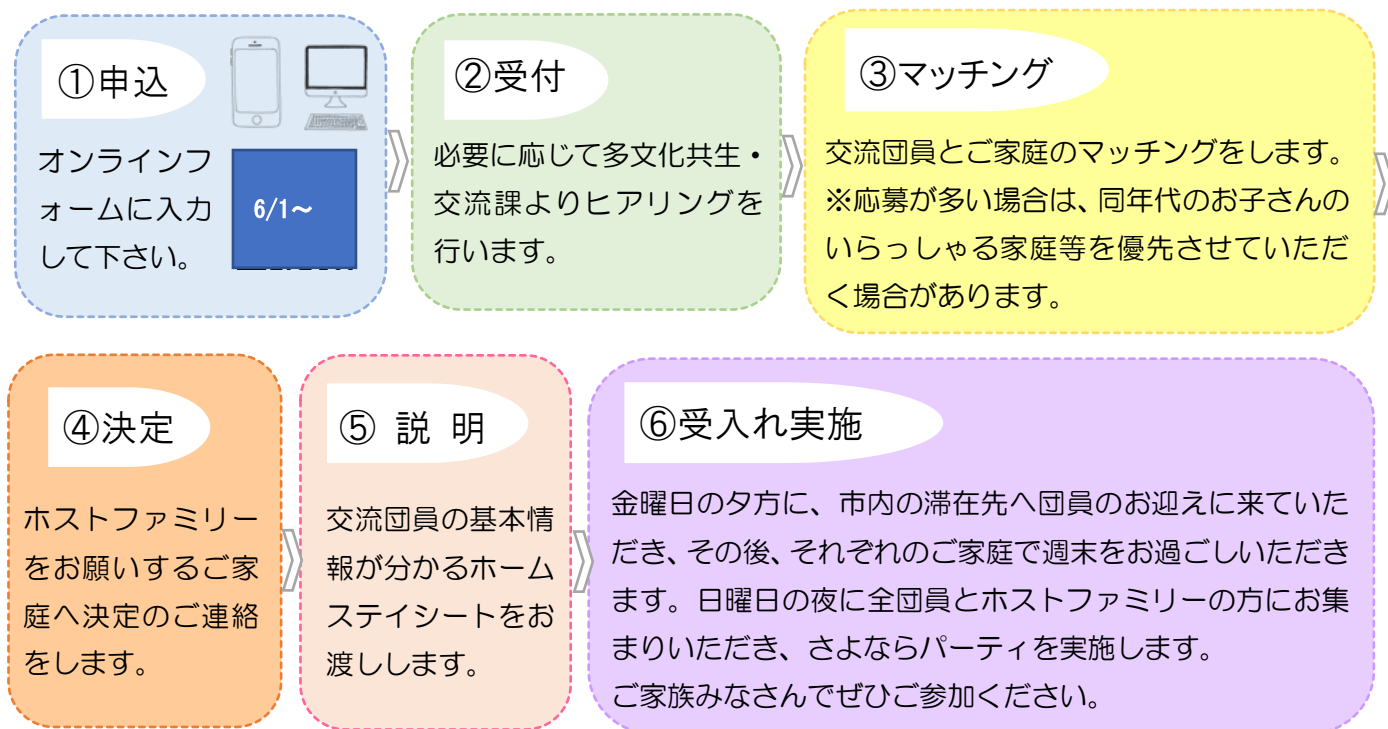 ①申込
オンラインフ
ォームに入力
して下さい。
6/1～
②受付
必要に応じて多文化共生・
交流課よりヒアリングを
行います。
③マッチング
交流団員とご家庭のマッチングをします。
※応募が多い場合は、同年代のお子さんの
いらっしゃる家庭等を優先させていただ
く場合があります。
④決定
ホストファミリー
をお願いするご家
庭へ決定のご連絡
をします。
⑤ 説 明
交流団員の基本情
報が分かるホーム
ステイシートをお
渡しします。
⑥受入れ実施
金曜日の夕方に、市内の滞在先へ団員のお迎えに来ていた
だき、その後、それぞれのご家庭で週末をお過ごしいただき
ます。日曜日の夜に全団員とホストファミリーの方にお集
まりいただき、さよならパーティを実施します。
ご家族みなさんでぜひご参加ください。